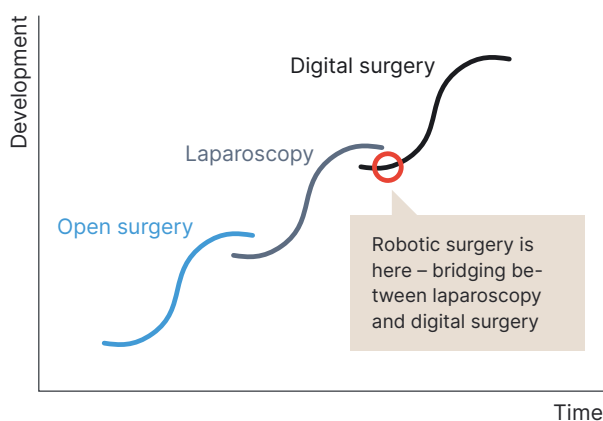 Development
Digital surgery
Laparoscopy
Open surgery
Robotic surgery is
here – bridging be-
tween laparoscopy
and digital surgery
Time